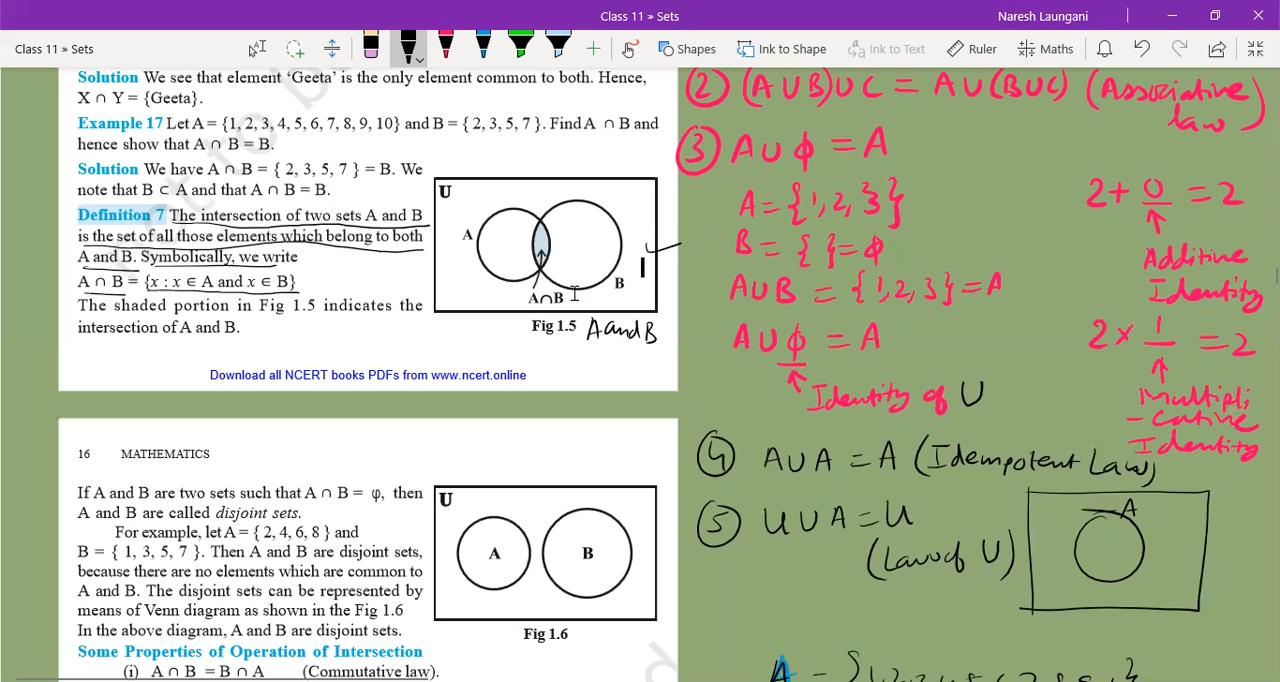 Class 11 » Sets
Naresh Laungani
Class 11 » Sets
Shapes
Ink to Shape
Ink to Text
Ruler
Maths
Solution We see that element ‘Geeta’ is the only element common to both. Hence,
X ∩ Y = {Geeta}.
Example 17 Let A = {1, 2, 3, 4, 5, 6, 7, 8, 9, 10} and B = { 2, 3, 5, 7 }. Find A ∩ B and
hence show that A ∩ B = B.
Solution We have A ∩ B = { 2, 3, 5, 7 } = B. We
note that B ⊂ A and that A ∩ B = B.
Definition 7 The intersection of two sets A and B
is the set of all those elements which belong to both
A and B. Symbolically, we write
A ∩ B = {x : x ∈ A and x ∈ B}
The shaded portion in Fig 1.5 indicates the
intersection of A and B.
U
A
B
A∩B
Fig 1.5
A and B
Download all NCERT books PDFs from www.ncert.online
16 MATHEMATICS
If A and B are two sets such that A ∩ B = φ, then
A and B are called disjoint sets.
For example, let A = { 2, 4, 6, 8 } and
B = { 1, 3, 5, 7 }. Then A and B are disjoint sets,
because there are no elements which are common to
A and B. The disjoint sets can be represented by
means of Venn diagram as shown in the Fig 1.6
In the above diagram, A and B are disjoint sets.
Some Properties of Operation of Intersection
(i) A ∩ B = B ∩ A (Commutative law).
U
A
B
Fig 1.6
② (A∪B)∪C = A∪(B∪C) (Associative
law)
③ A∪φ = A
A = {1, 2, 3}
B = { } = φ
A∪B = {1, 2, 3} = A
A∪φ = A
Identity of ∪
2 + 0 = 2
Additive
Identity
2 × 1 = 2
Multipli
-cative
Identity
④ A∪A = A (Idempotent Law)
⑤ U∪A = U
(Law of U)
A